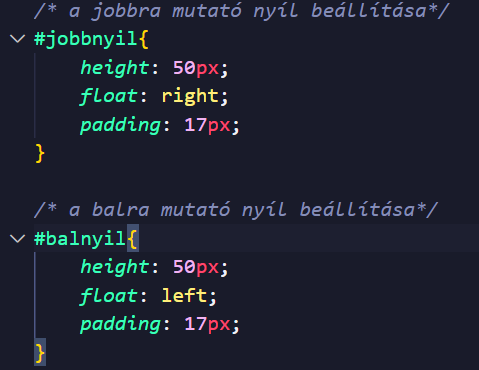 /* a jobbra mutató nyíl beállítása*/
#jobbnyil{
height: 50px;
float: right;
padding: 17px;
}
/* a balra mutató nyíl beállítása*/
#balnyil{
height: 50px;
float: left;
padding: 17px;
}